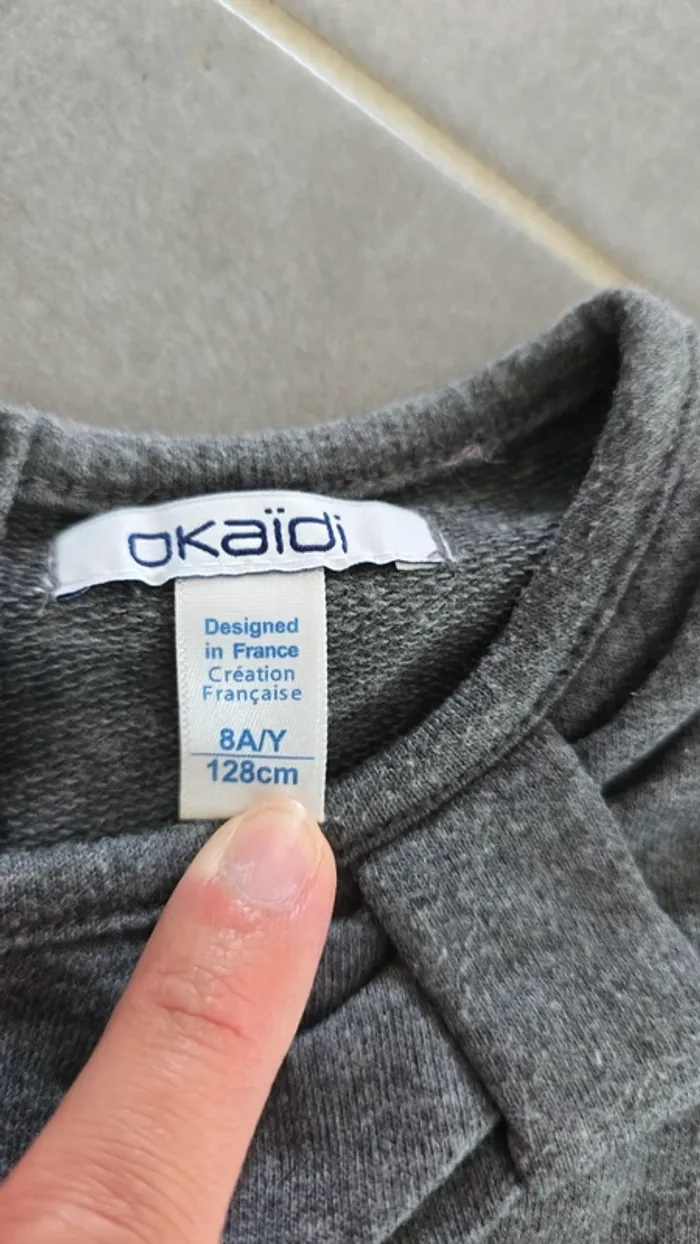 okaïdi
Designed
in France
Création
Française
8A/Y
128cm